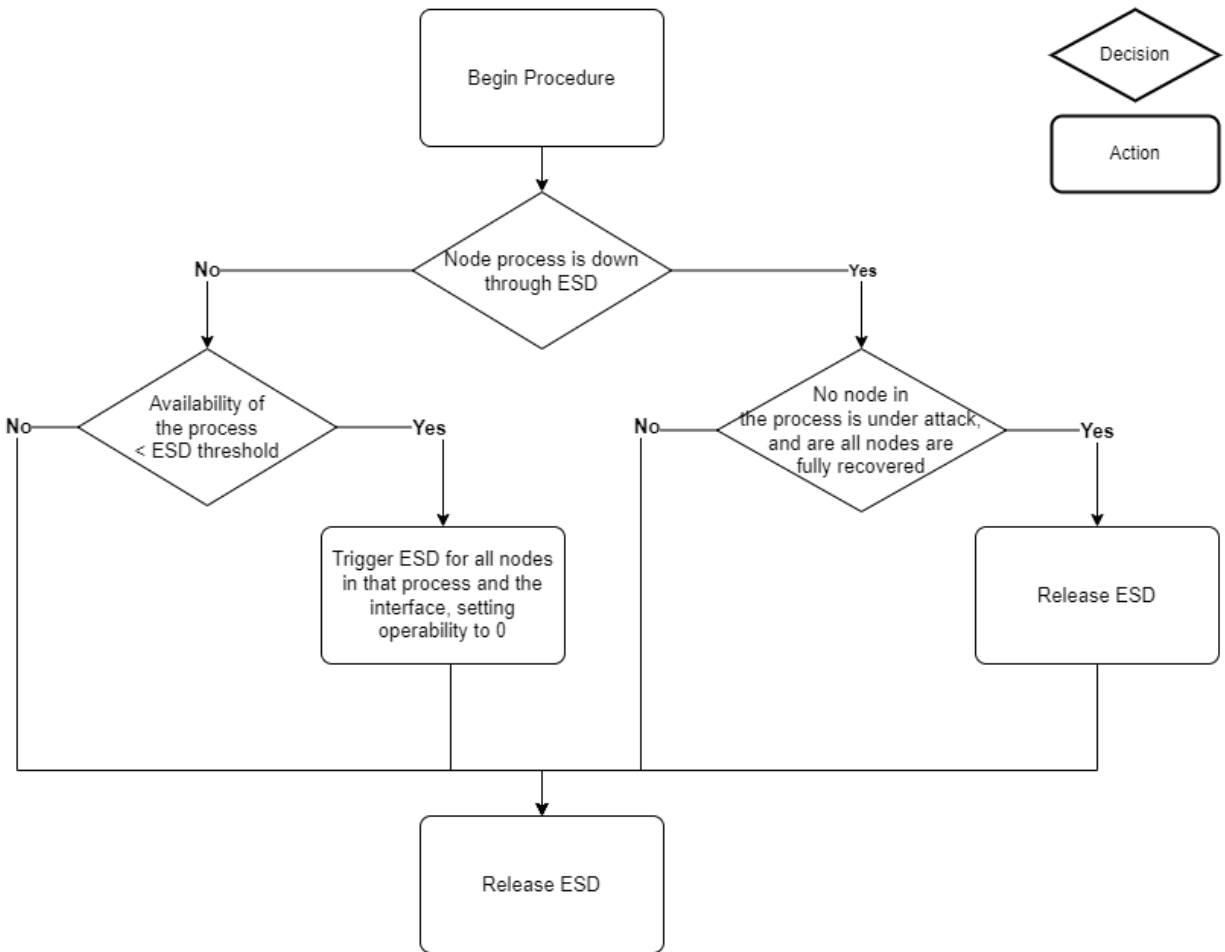 Begin Procedure
Decision
Action
Node process is down
through ESD
No
Yes
Availability of
the process
< ESD threshold
No
Yes
No node in
the process is under attack,
and are all nodes are
fully recovered
No
Yes
Trigger ESD for all nodes
in that process and the
interface, setting
operability to 0
Release ESD
Release ESD